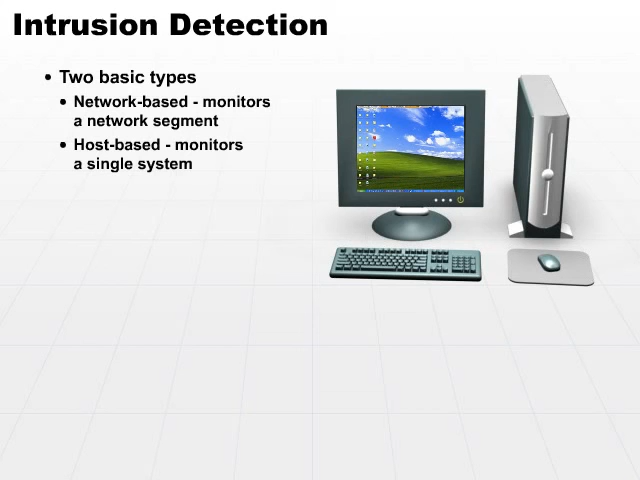 Intrusion Detection
• Two basic types
• Network-based - monitors
a network segment
• Host-based - monitors
a single system